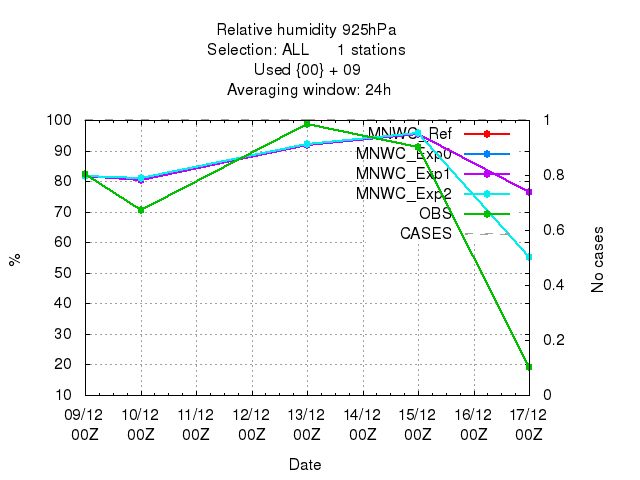 Relative humidity 925hPa
Selection: ALL 1 stations
Used {00} + 09
Averaging window: 24h
100 1
90
80 0.8
70
60 0.6
50
40 0.4
30
20 0.2
10 0
%
No cases
MNWC_Ref
MNWC_Exp0
MNWC_Exp1
MNWC_Exp2
OBS
CASES
09/12 10/12 11/12 12/12 13/12 14/12 15/12 16/12 17/12
00Z 00Z 00Z 00Z 00Z 00Z 00Z 00Z 00Z
Date